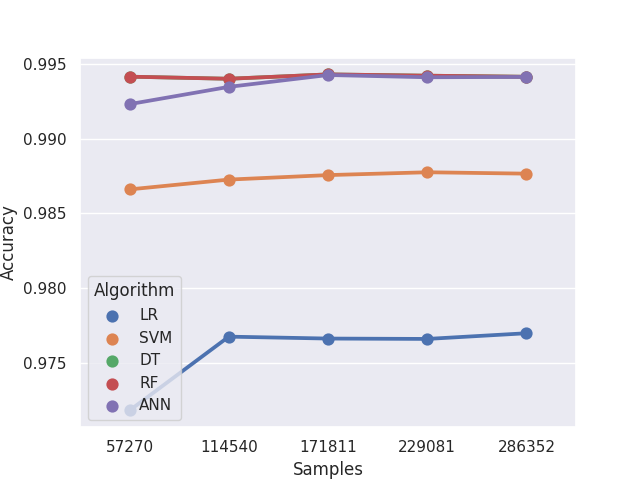 0.995
0.990
0.985
0.980
0.975
Accuracy
Algorithm
LR
SVM
DT
RF
ANN
57270 114540 171811 229081 286352
Samples